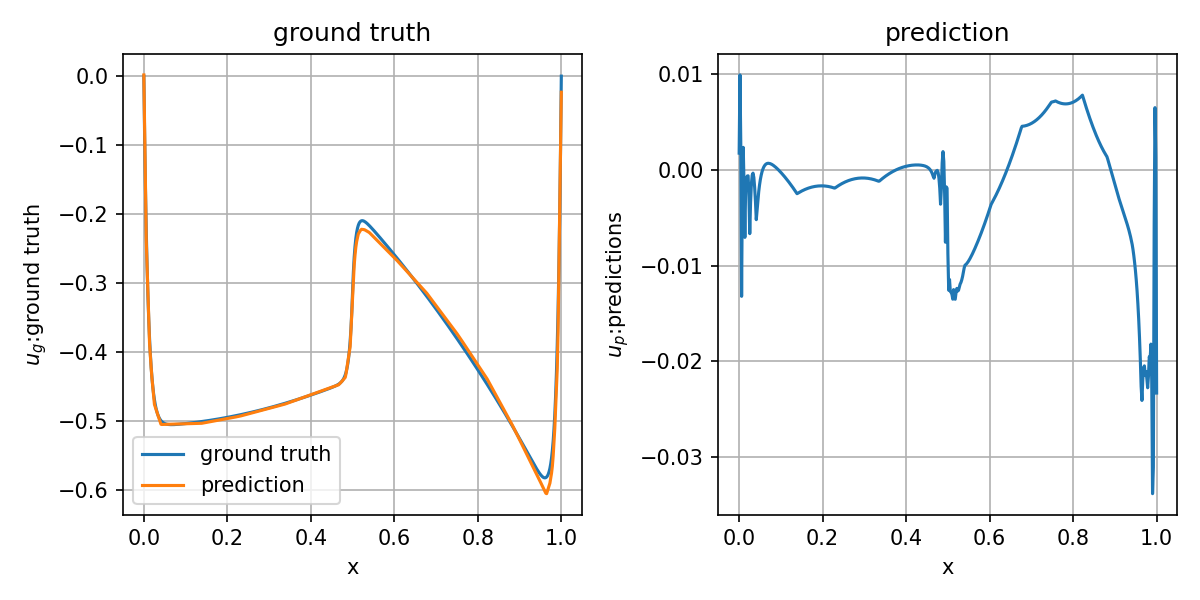 ground truth
0.0
−0.1
−0.2
−0.3
−0.4
−0.5
−0.6
u_g:ground truth
ground truth
prediction
0.0 0.2 0.4 0.6 0.8 1.0
x
prediction
0.01
0.00
−0.01
−0.02
−0.03
u_p:predictions
0.0 0.2 0.4 0.6 0.8 1.0
x